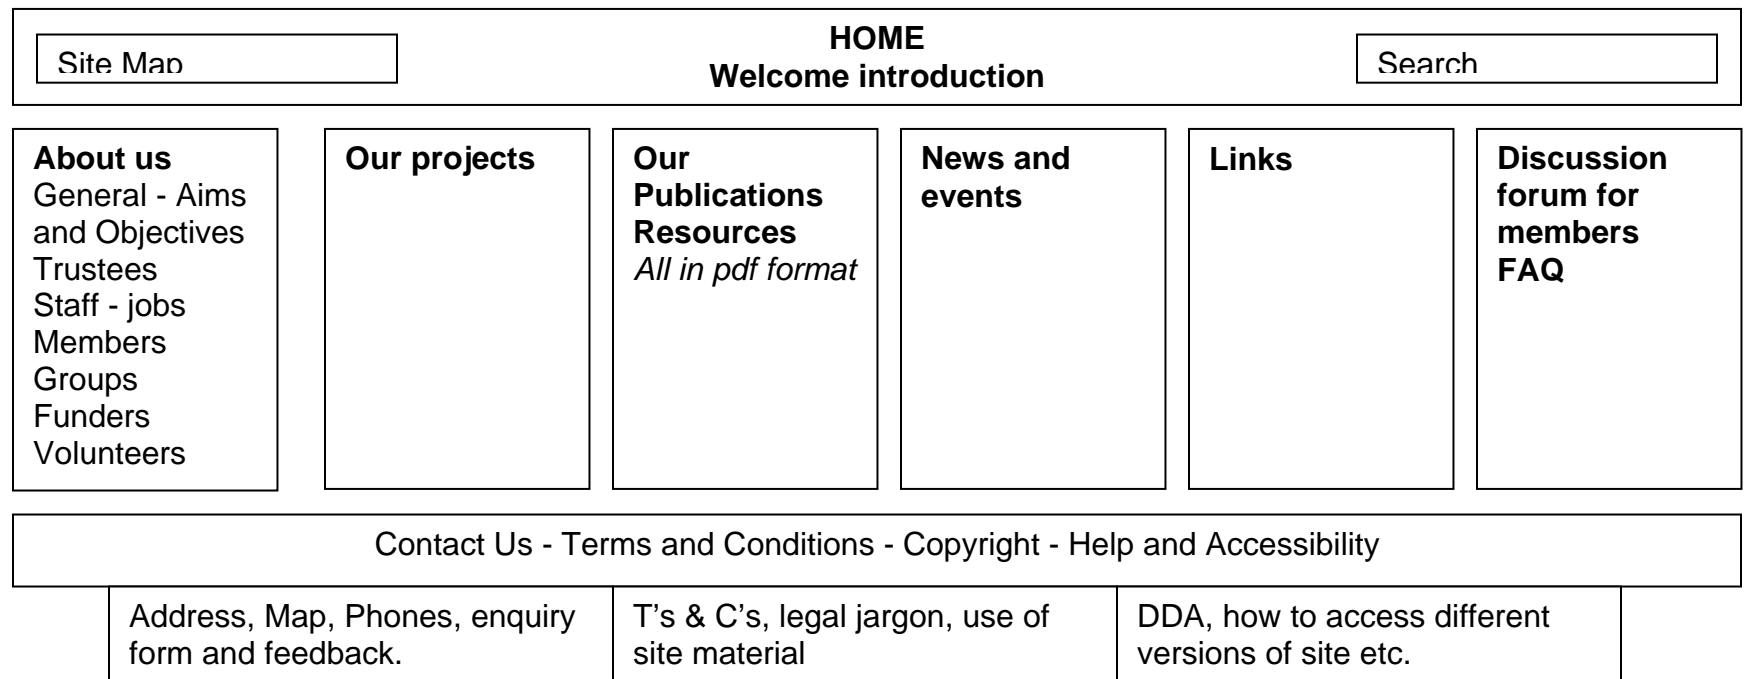 Site Map
HOME
Welcome introduction
Search
About us
General - Aims
and Objectives
Trustees
Staff - jobs
Members
Groups
Funders
Volunteers
Our projects
Our
Publications
Resources
All in pdf format
News and
events
Links
Discussion
forum for
members
FAQ
Contact Us - Terms and Conditions - Copyright - Help and Accessibility
Address, Map, Phones, enquiry
form and feedback.
T’s & C’s, legal jargon, use of
site material
DDA, how to access different
versions of site etc.